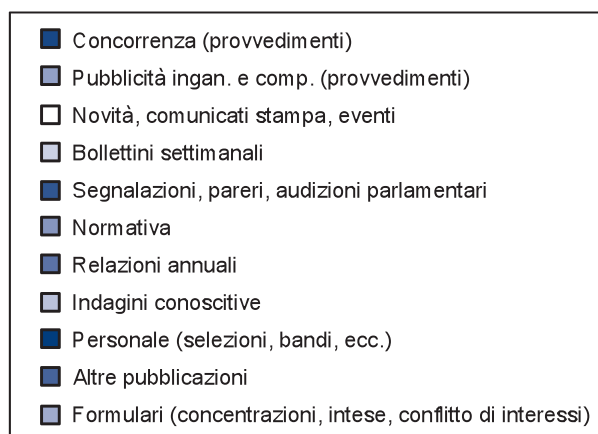 Concorrenza (provvedimenti)
Pubblicità ingan. e comp. (provvedimenti)
Novità, comunicati stampa, eventi
Bollettini settimanali
Segnalazioni, pareri, audizioni parlamentari
Normativa
Relazioni annuali
Indagini conoscitive
Personale (selezioni, bandi, ecc.)
Altre pubblicazioni
Formulari (concentrazioni, intese, conflitto di interessi)